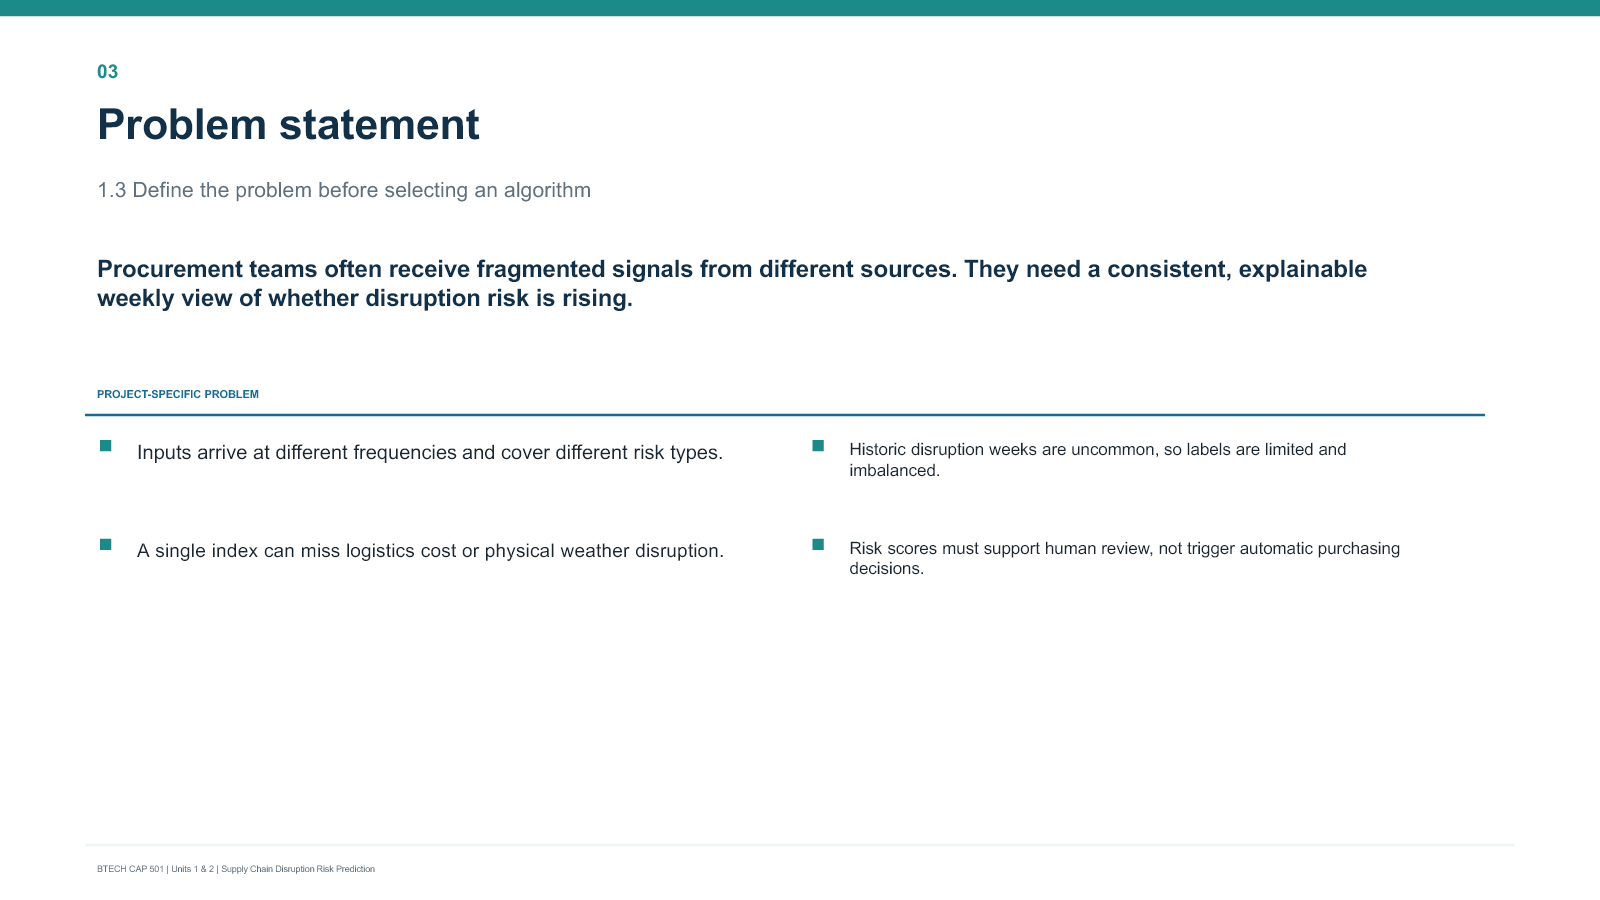 03
Problem statement
1.3 Define the problem before selecting an algorithm
Procurement teams often receive fragmented signals from different sources. They need a consistent, explainable
weekly view of whether disruption risk is rising.
PROJECT-SPECIFIC PROBLEM
Inputs arrive at different frequencies and cover different risk types.
A single index can miss logistics cost or physical weather disruption.
Historic disruption weeks are uncommon, so labels are limited and
imbalanced.
Risk scores must support human review, not trigger automatic purchasing
decisions.
BTECH CAP 501 | Units 1 & 2 | Supply Chain Disruption Risk Prediction